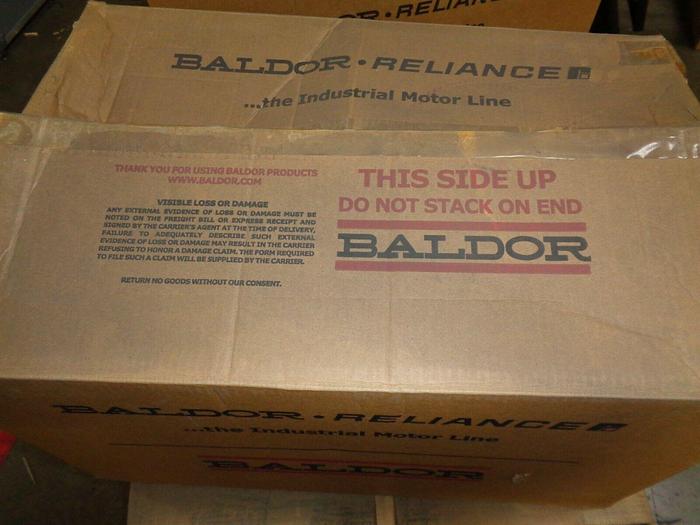 DOR • RELIAN
BALDOR • RELIANCE
...the Industrial Motor Line
THANK YOU FOR USING BALDOR PRODUCTS
WWW.BALDOR.COM
VISIBLE LOSS OR DAMAGE
ANY EXTERNAL EVIDENCE OF LOSS OR DAMAGE MUST BE
NOTED ON THE FREIGHT BILL OR EXPRESS RECEIPT AND
SIGNED BY THE CARRIER'S AGENT AT THE TIME OF DELIVERY,
FAILURE TO ADEQUATELY DESCRIBE SUCH EXTERNAL
EVIDENCE OF LOSS OR DAMAGE MAY RESULT IN THE CARRIER
REFUSING TO HONOR A DAMAGE CLAIM. THE FORM REQUIRED
TO FILE SUCH A CLAIM WILL BE SUPPLIED BY THE CARRIER.
RETURN NO GOODS WITHOUT OUR CONSENT.
THIS SIDE UP
DO NOT STACK ON END
BALDOR
BALDOR • RELIANCE
...the Industrial Motor Line
BALDOR